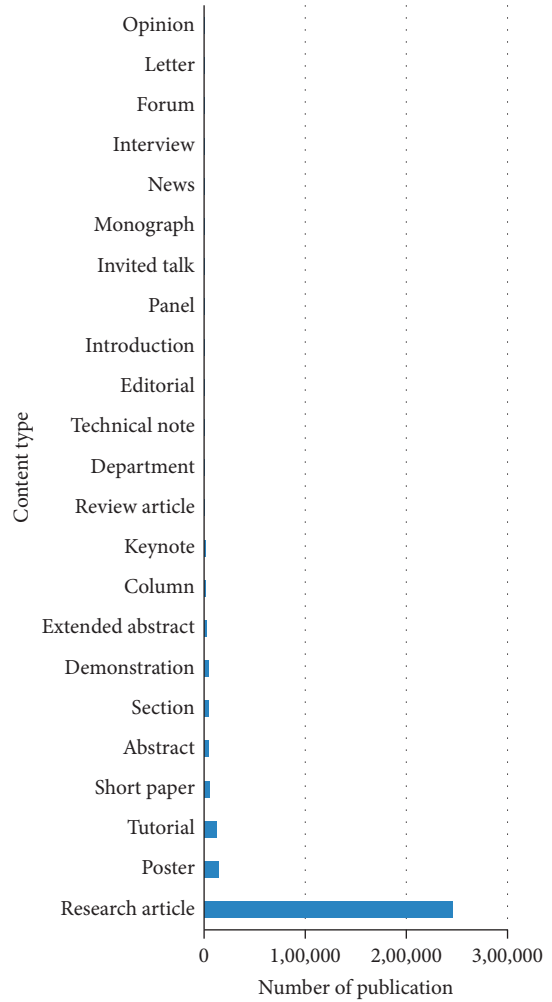 Opinion
Letter
Forum
Interview
News
Monograph
Invited talk
Panel
Introduction
Editorial
Technical note
Department
Review article
Keynote
Column
Extended abstract
Demonstration
Section
Abstract
Short paper
Tutorial
Poster
Research article
Content type
0 1,00,000 2,00,000 3,00,000
Number of publication